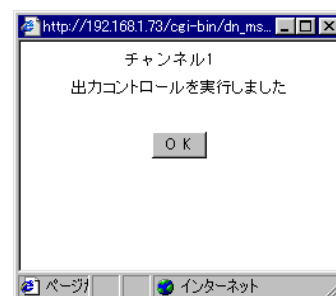 http://192.168.1.73/cgi-bin/dn_ms...
チャンネル1
出力コントロールを実行しました
O K
ページが
インターネット